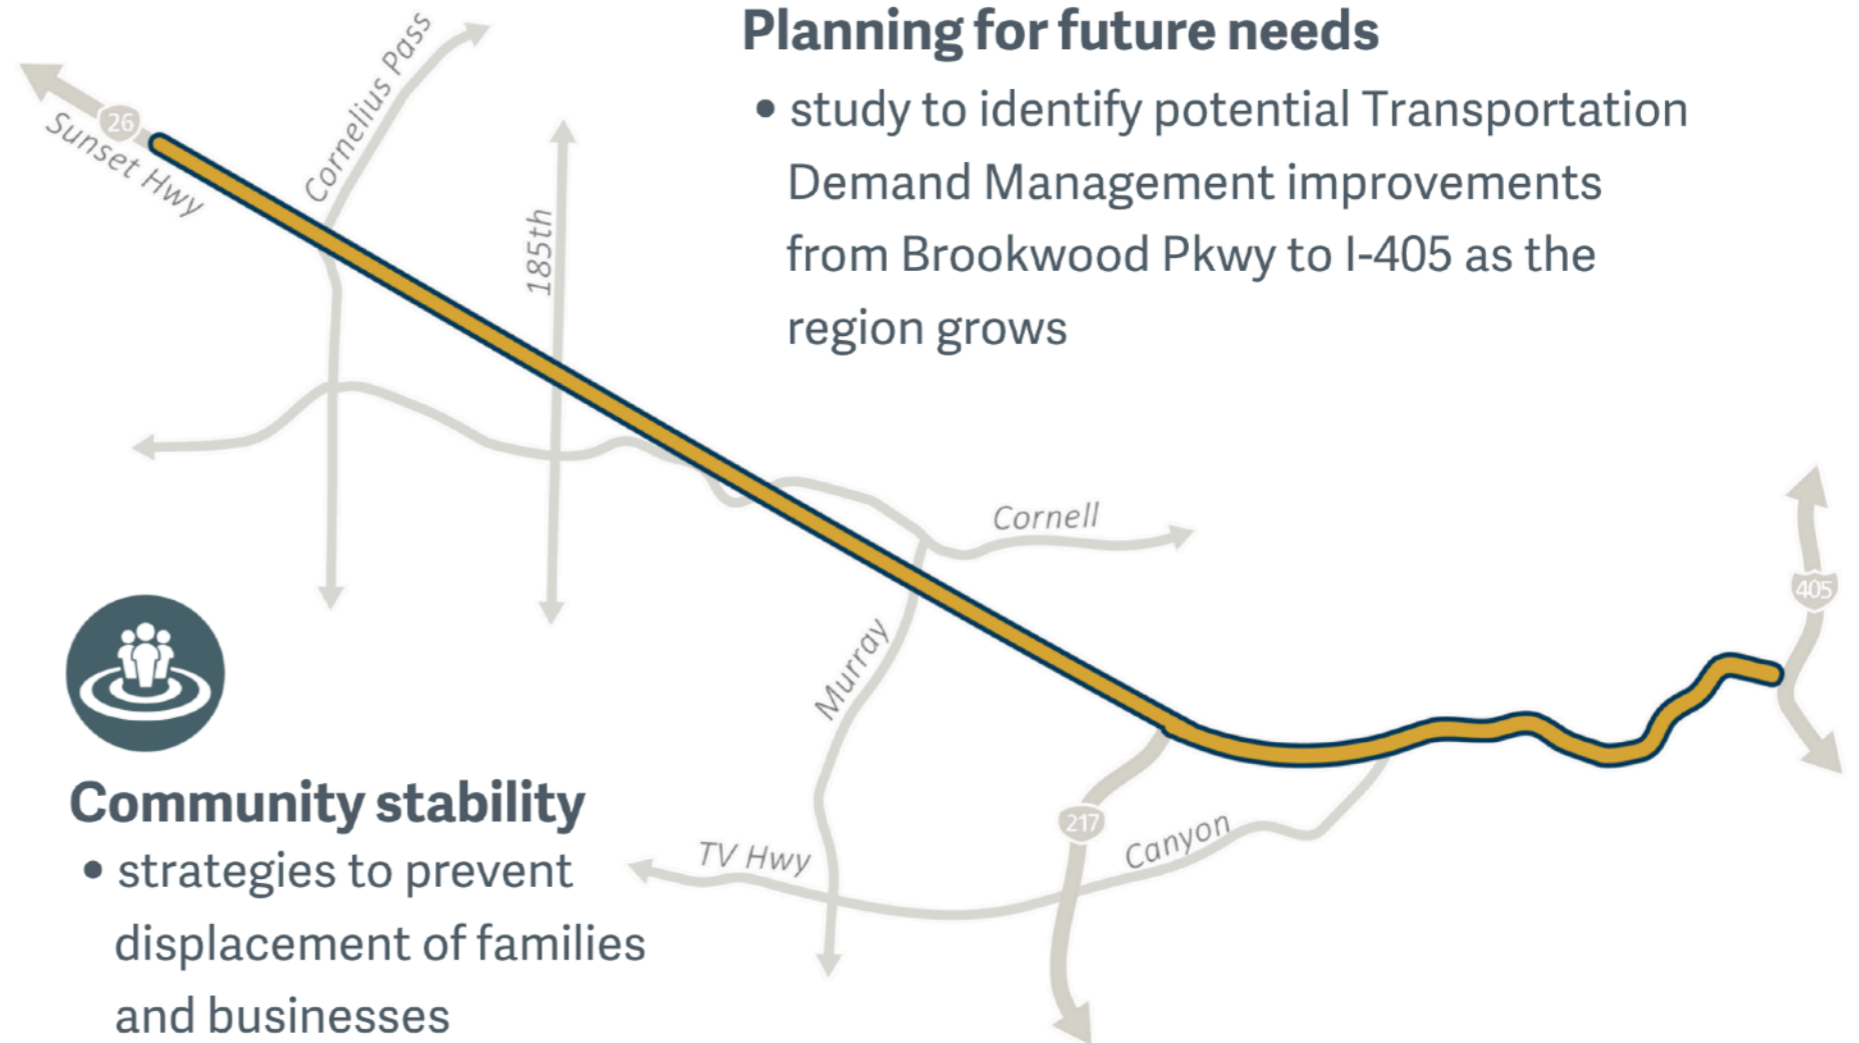 Planning for future needs
• study to identify potential Transportation
Demand Management improvements
from Brookwood Pkwy to I-405 as the
region grows
Cornelius Pass
26
Sunset Hwy
185th
Cornell
405
Murray
217
Canyon
TV Hwy
Community stability
• strategies to prevent
displacement of families
and businesses